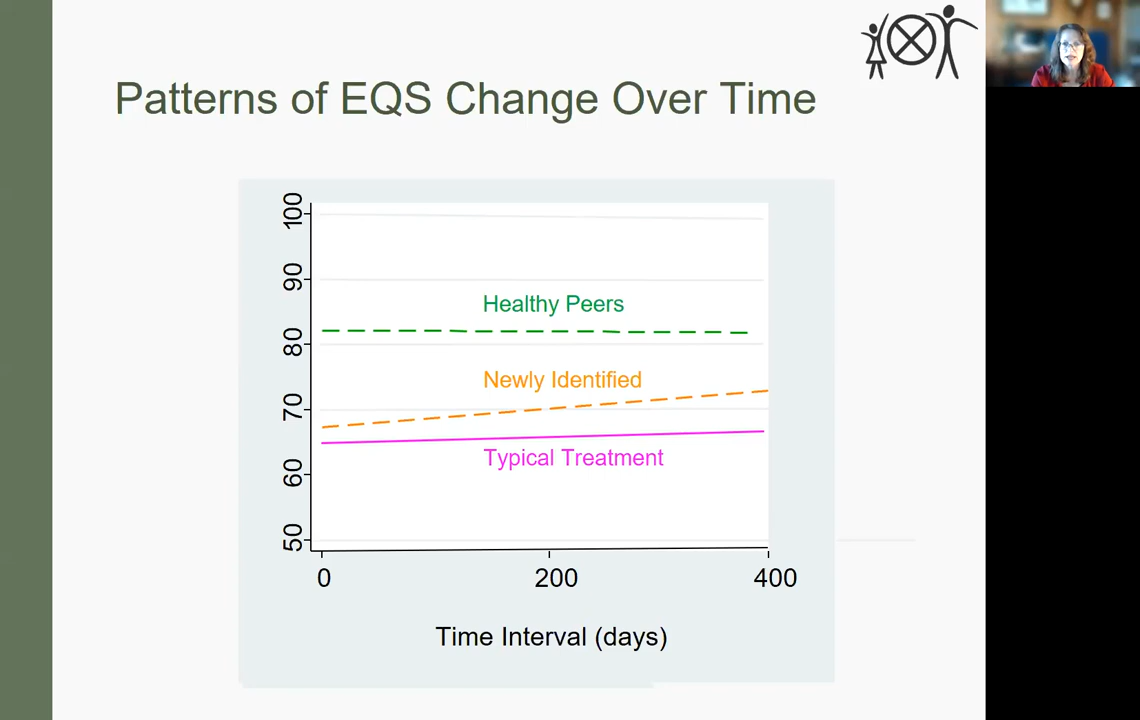 Patterns of EQS Change Over Time
100
90
80
70
60
50
Healthy Peers
Newly Identified
Typical Treatment
0 200 400
Time Interval (days)